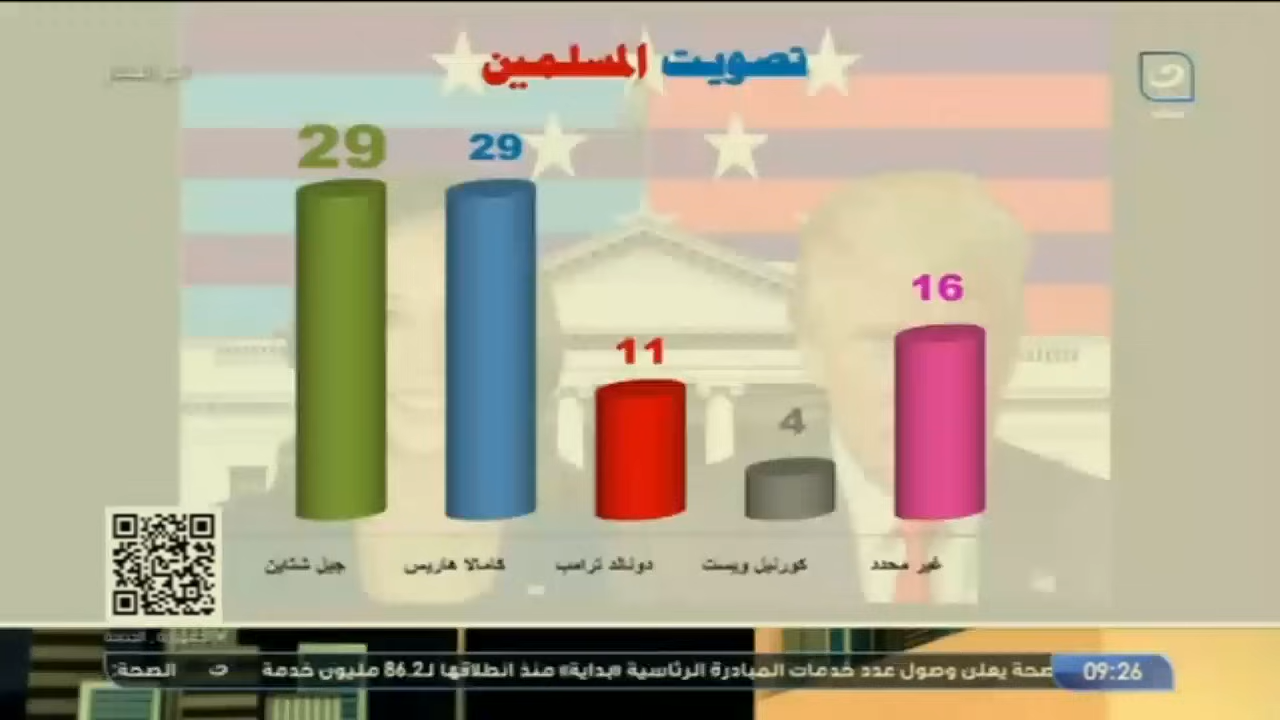 تصويت المسلمين
29
29
11
4
16
جيل شتاين
كامالا هاريس
دونالد ترامب
كورنيل ويست
غير محدد
09:26
صحة يعلن وصول عدد خدمات المبادرة الرئاسية «بداية» منذ انطلاقها لـ86.2 مليون خدمة
الصحة: